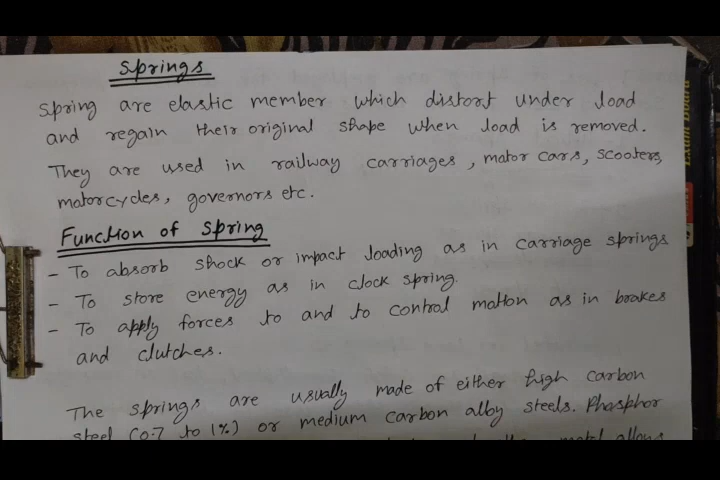 Springs
Spring are elastic member which distort under load
and regain their original shape when load is removed.
They are used in railway carriages, motor cars, scooters,
motorcycles, governors etc.
Function of Spring
- To absorb shock or impact loading as in carriage springs
- To store energy as in clock spring.
- To apply forces to and to control motion as in brakes
and clutches.
The springs are usually made of either high carbon
steel (0.7 to 1%) or medium carbon alloy steels. Phosphor
metal alloys
Exam Board